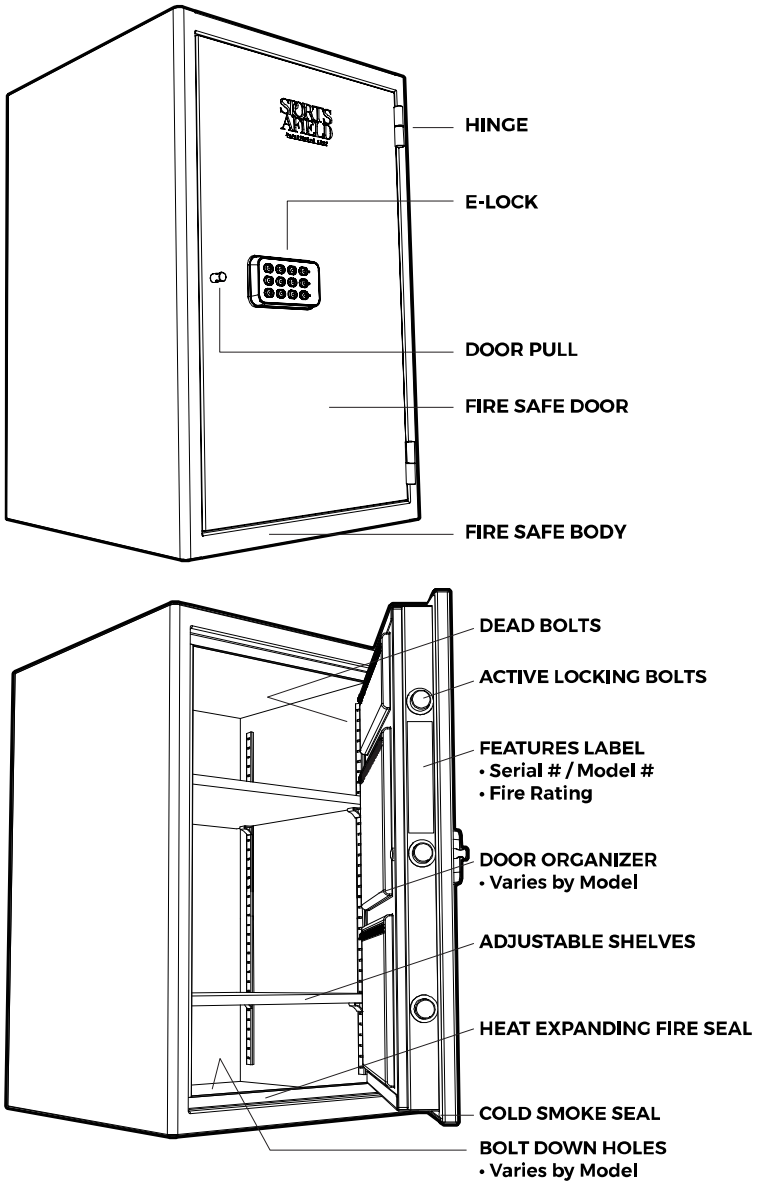 SPORTS
AFIELD
HINGE
E-LOCK
DOOR PULL
FIRE SAFE DOOR
FIRE SAFE BODY
DEAD BOLTS
ACTIVE LOCKING BOLTS
FEATURES LABEL
• Serial # / Model #
• Fire Rating
DOOR ORGANIZER
• Varies by Model
ADJUSTABLE SHELVES
HEAT EXPANDING FIRE SEAL
COLD SMOKE SEAL
BOLT DOWN HOLES
• Varies by Model